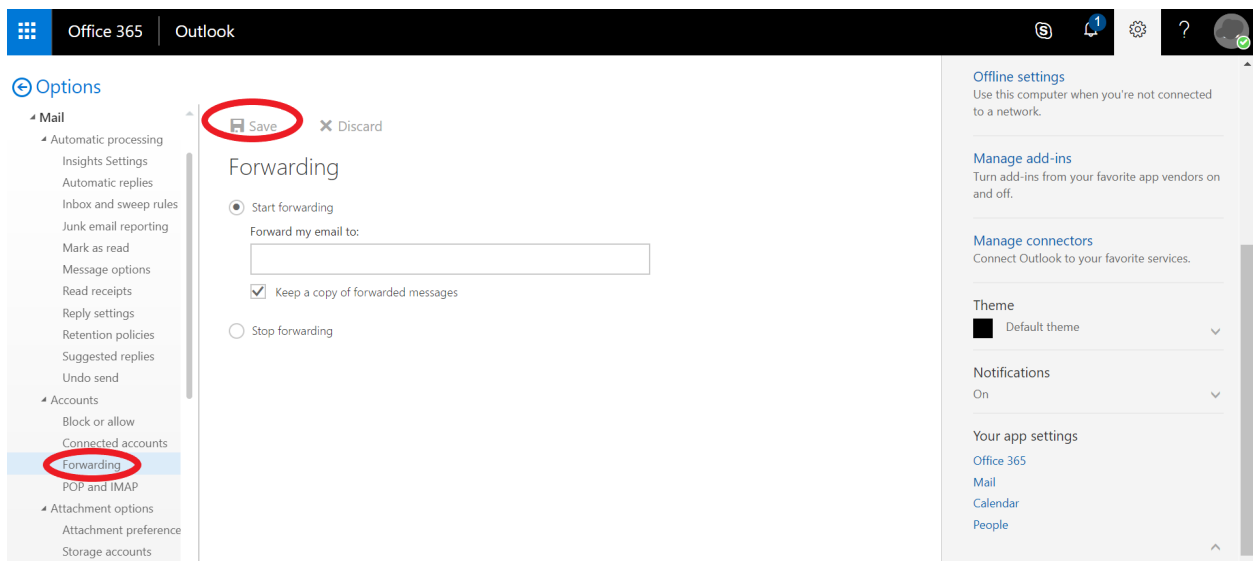 Office 365
Outlook
1
?
Options
Mail
Automatic processing
Insights Settings
Automatic replies
Inbox and sweep rules
Junk email reporting
Mark as read
Message options
Read receipts
Reply settings
Retention policies
Suggested replies
Undo send
Accounts
Block or allow
Connected accounts
Forwarding
POP and IMAP
Attachment options
Attachment preference
Storage accounts
Save
Discard
Forwarding
Start forwarding
Forward my email to:
Keep a copy of forwarded messages
Stop forwarding
Offline settings
Use this computer when you're not connected
to a network.
Manage add-ins
Turn add-ins from your favorite app vendors on
and off.
Manage connectors
Connect Outlook to your favorite services.
Theme
Default theme
Notifications
On
Your app settings
Office 365
Mail
Calendar
People